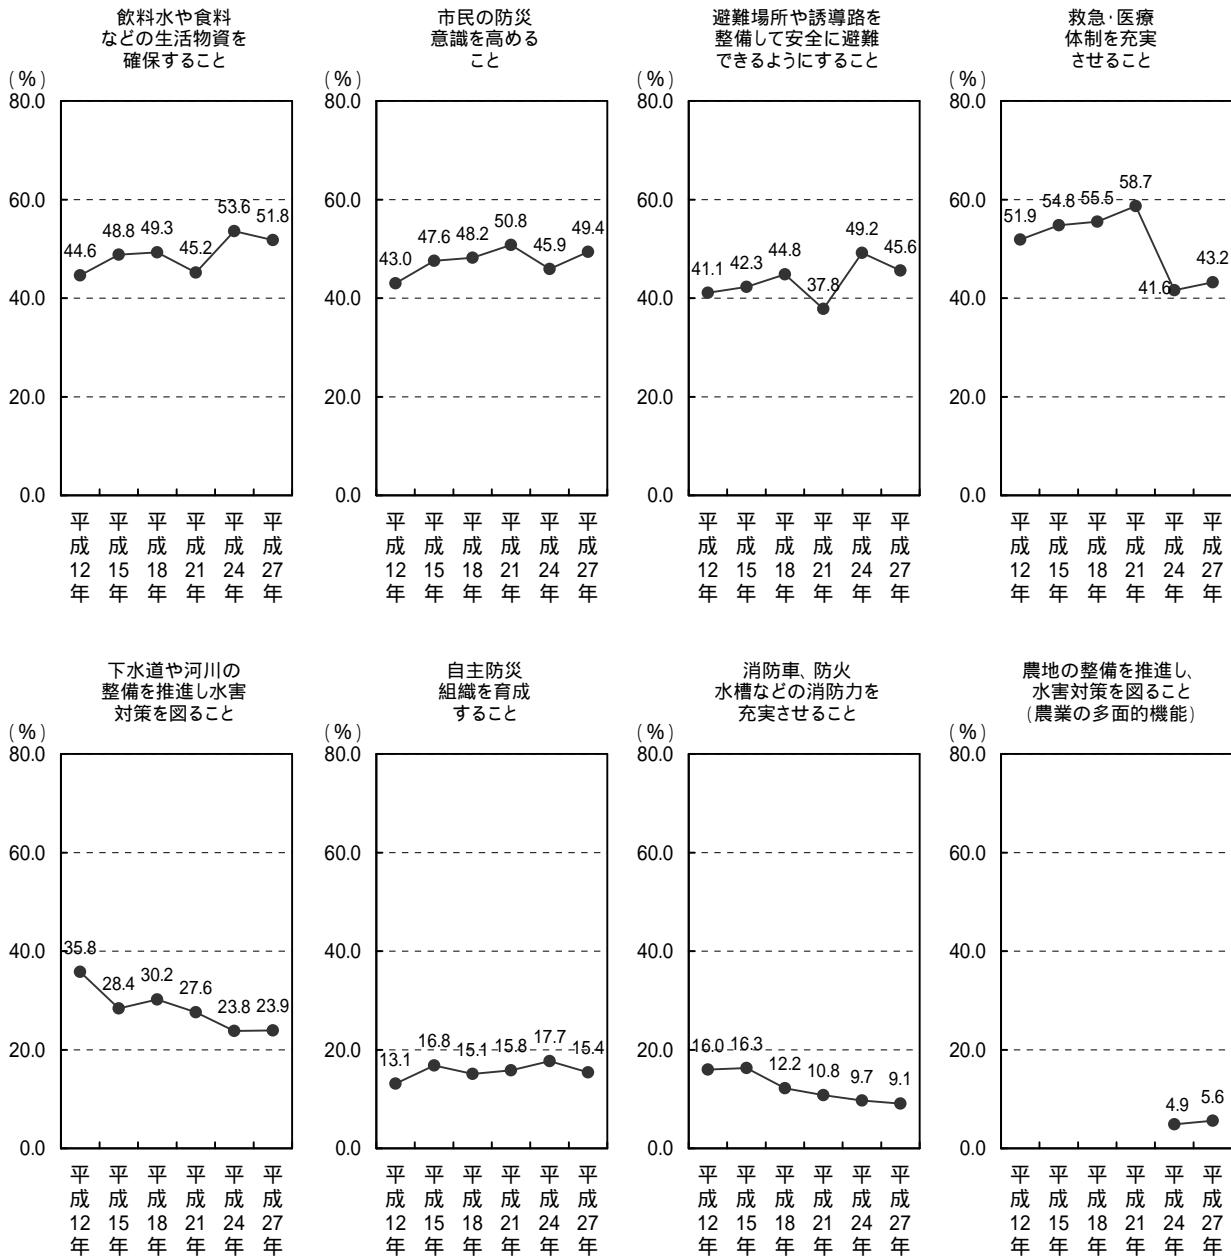 飲料水や食料
などの生活物資を
確保すること
(%)
80.0
60.0
40.0
20.0
0.0
44.6
48.8
49.3
45.2
53.6
51.8
平成12年
平成15年
平成18年
平成21年
平成24年
平成27年
市民の防災
意識を高める
こと
(%)
80.0
60.0
40.0
20.0
0.0
43.0
47.6
48.2
50.8
45.9
49.4
平成12年
平成15年
平成18年
平成21年
平成24年
平成27年
避難場所や誘導路を
整備して安全に避難
できるようにすること
(%)
80.0
60.0
40.0
20.0
0.0
41.1
42.3
44.8
37.8
49.2
45.6
平成12年
平成15年
平成18年
平成21年
平成24年
平成27年
救急・医療
体制を充実
させること
(%)
80.0
60.0
40.0
20.0
0.0
51.9
54.8
55.5
58.7
41.6
43.2
平成12年
平成15年
平成18年
平成21年
平成24年
平成27年
下水道や河川の
整備を推進し水害
対策を図ること
(%)
80.0
60.0
40.0
20.0
0.0
35.8
28.4
30.2
27.6
23.8
23.9
平成12年
平成15年
平成18年
平成21年
平成24年
平成27年
自主防災
組織を育成
すること
(%)
80.0
60.0
40.0
20.0
0.0
13.1
16.8
15.1
15.8
17.7
15.4
平成12年
平成15年
平成18年
平成21年
平成24年
平成27年
消防車、防火
水槽などの消防力を
充実させること
(%)
80.0
60.0
40.0
20.0
0.0
16.0
16.3
12.2
10.8
9.7
9.1
平成12年
平成15年
平成18年
平成21年
平成24年
平成27年
農地の整備を推進し、
水害対策を図ること
(農業の多面的機能)
(%)
80.0
60.0
40.0
20.0
0.0
4.9
5.6
平成12年
平成15年
平成18年
平成21年
平成24年
平成27年